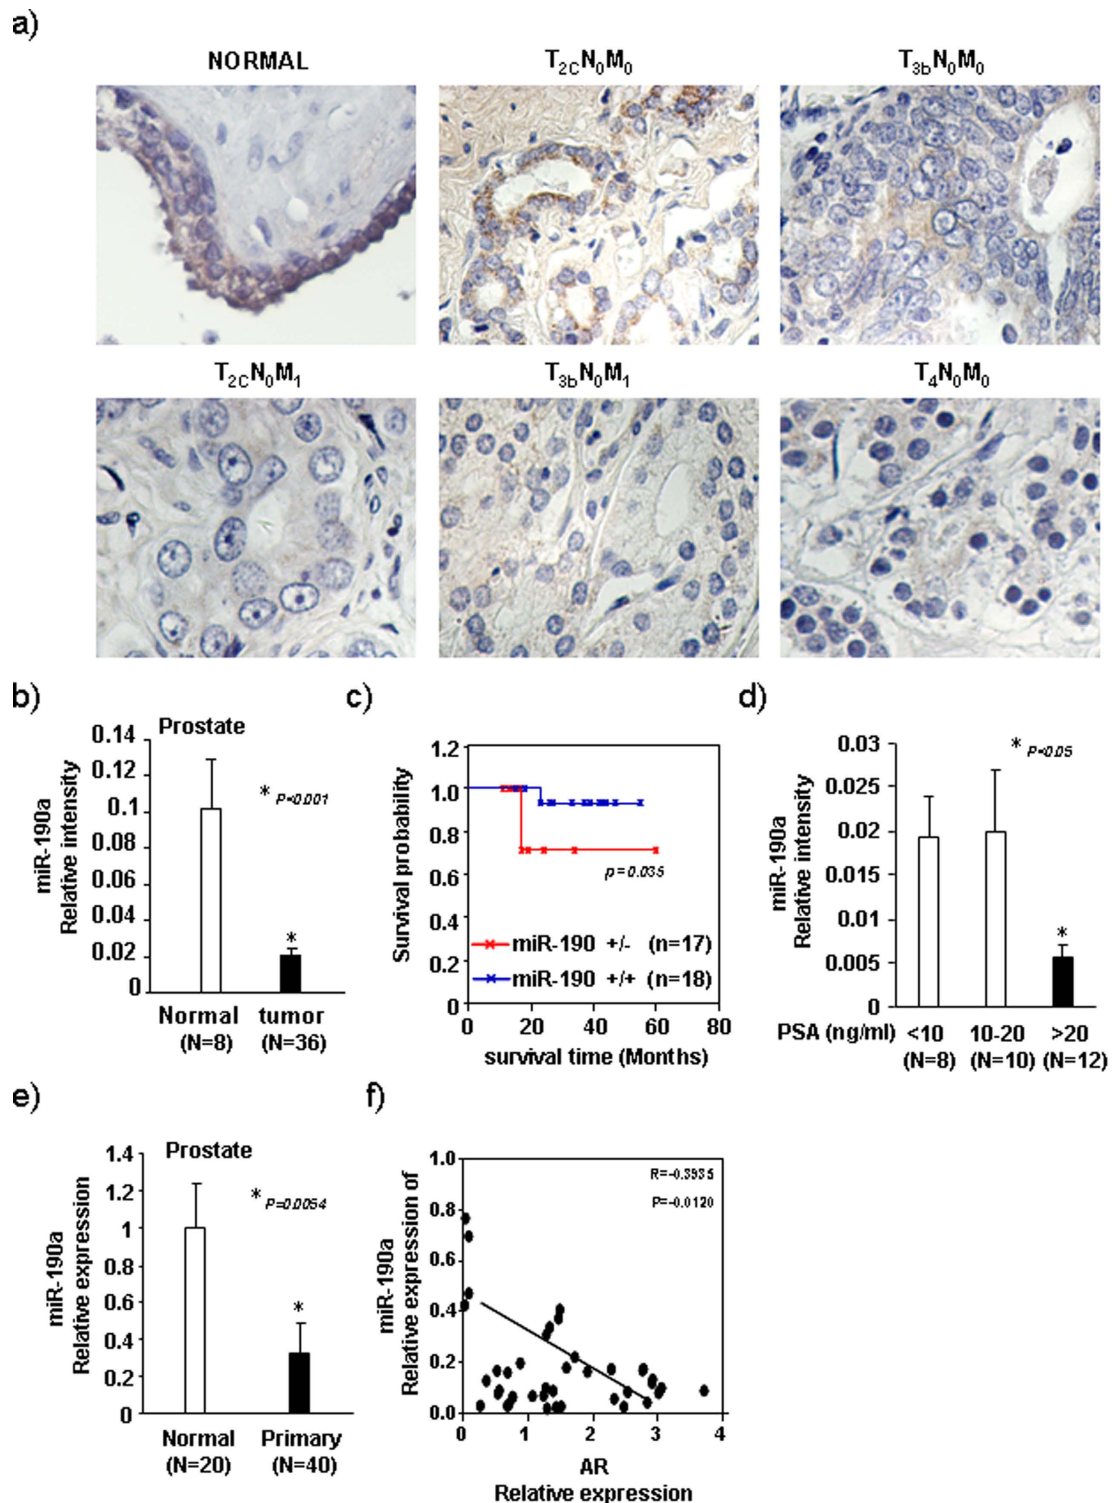 a)
NORMAL
T2CN0M0
T3bN0M0
T2CN0M1
T3bN0M1
T4N0M0
b)
Prostate
miR-190a
Relative intensity
0.14
0.12
0.1
0.08
0.06
0.04
0.02
0
* P<0.001
*
Normal
(N=8)
tumor
(N=36)
c)
Survival probability
1.2
1.0
0.8
0.6
0.4
0.2
0
p=0.035
miR-190 +/- (n=17)
miR-190 +/+ (n=18)
0 20 40 60 80
survival time (Months)
d)
miR-190a
Relative intensity
0.03
0.025
0.02
0.015
0.01
0.005
0
* P<0.05
*
PSA (ng/ml) <10 10-20 >20
(N=8) (N=10) (N=12)
e)
Prostate
miR-190a
Relative expression
1.4
1.2
1
0.8
0.6
0.4
0.2
0
* P=0.0054
*
Normal
(N=20)
Primary
(N=40)
f)
miR-190a
Relative expression of
1.0
0.8
0.6
0.4
0.2
0.0
R=-0.3935
P=-0.0120
0 1 2 3 4
AR
Relative expression